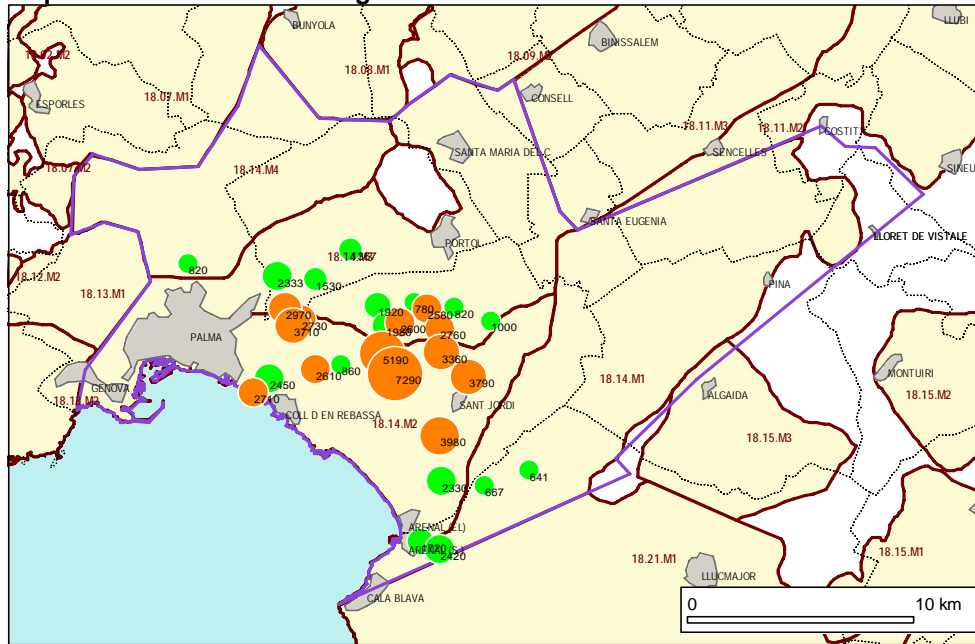 BUNYOLA
LLUBI
18.02.M2
18.09.M2
BINISSALEM
18.08.M1
ESPORLES
18.07.M1
CONSELL
18.11.M3
18.11.M2
COSTITX
SANTA MARIA DEL C
SENCELLES
SINEU
18.07.M2
18.14.M4
SANTA EUGENIA
LLORET DE VISTALE
PORTOL
820
18.12.M2
2333
1530
PINA
18.13.M1
2970
1920
780
2580
820
3710
2730
1980
2600
2760
1000
PALMA
5190
3360
2610
860
7290
3790
MONTUIRI
18.14.M1
GENOVA
2450
2710
SANT JORDI
ALGAIDA
18.15.M2
COLL D EN REBASSA
18.14.M2
18.15.M3
3980
2330
667
641
ARENAL (EL)
2420
18.21.M1
18.15.M1
LLUCMAJOR
CALA BLAVA
0 10 km